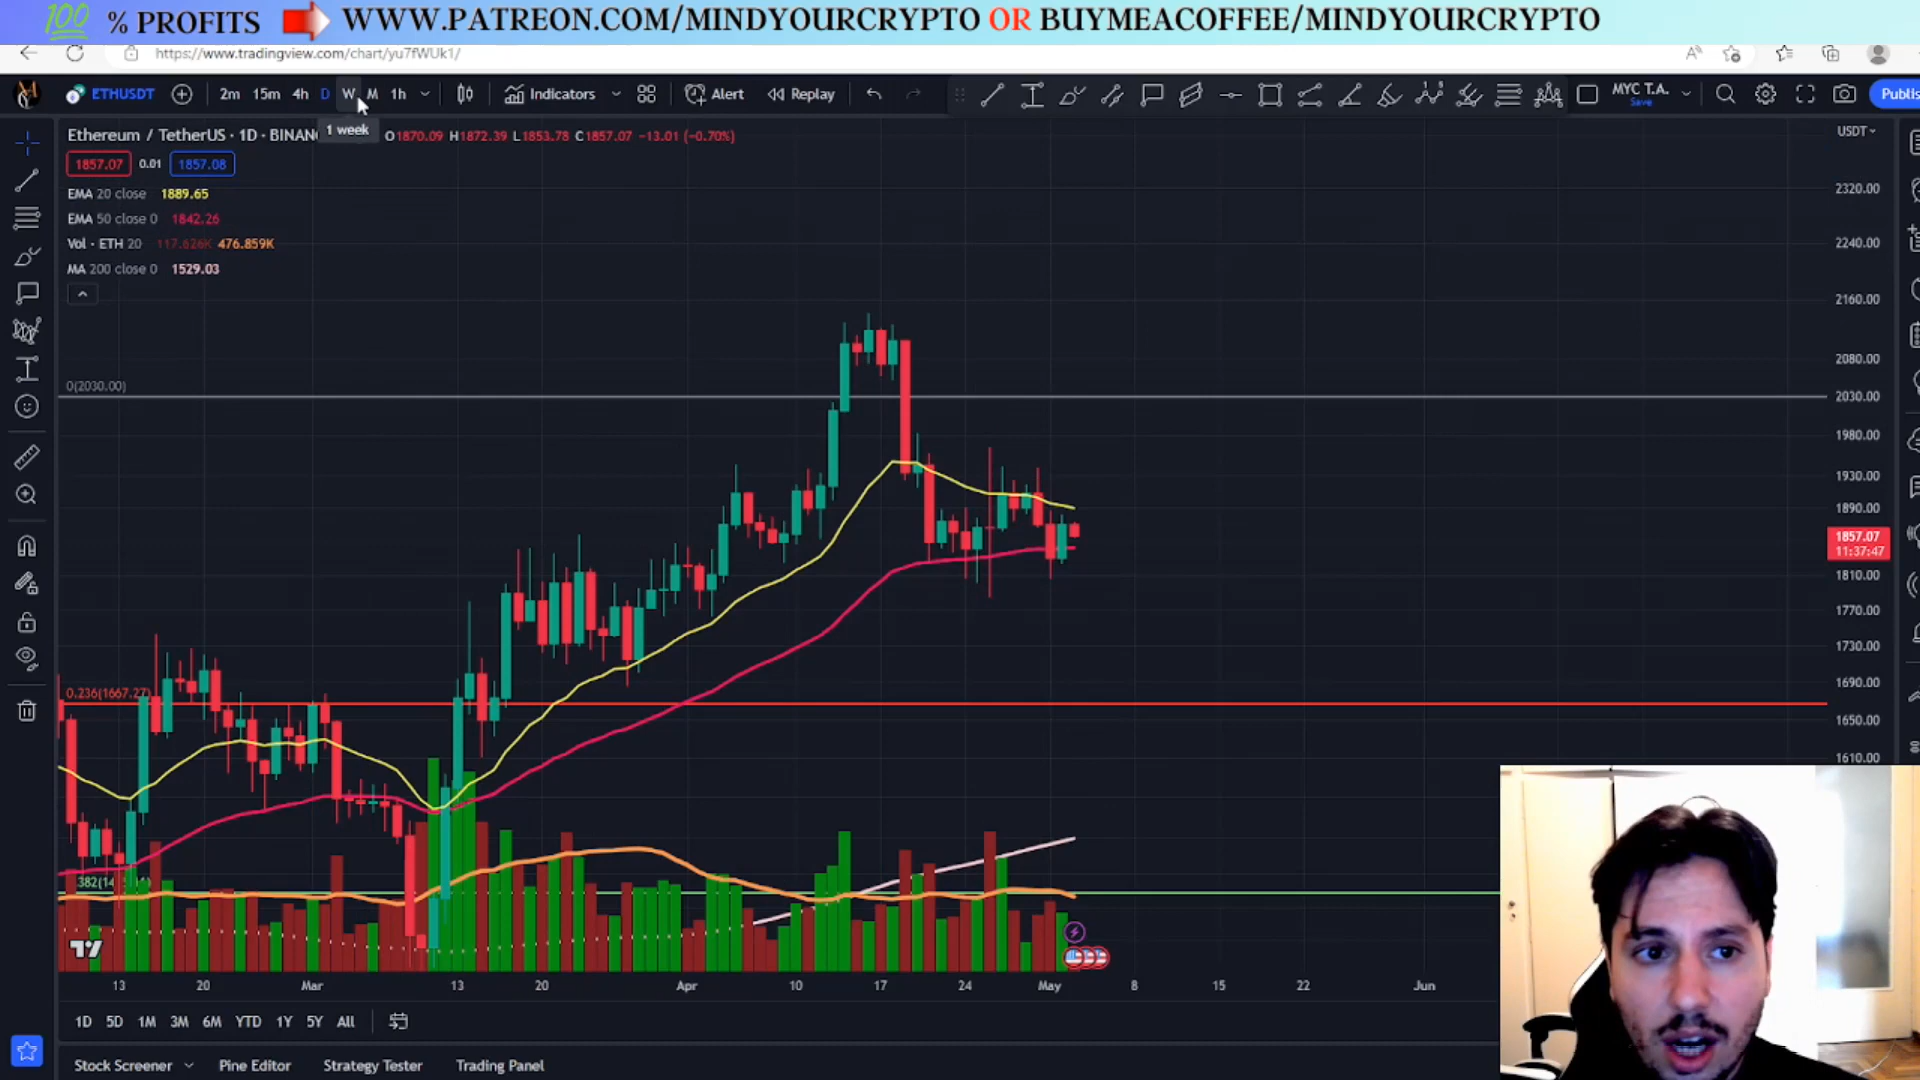 100 % PROFITS WWW.PATREON.COM/MINDYOURCRYPTO OR BUYMEACOFFEE/MINDYOURCRYPTO
https://www.tradingview.com/chart/yu7fWUk1/
ETHUSDT 2m 15m 4h D W M 1h Indicators Alert Replay MYC T.A. Save Publis
Ethereum / TetherUS · 1D · BINAN O1870.09 H1872.39 L1853.78 C1857.07 −13.01 (−0.70%)
1 week
USDT
1857.07 0.01 1857.08
EMA 20 close 1889.65
EMA 50 close 0 1842.26
Vol · ETH 20 117.626K 476.859K
MA 200 close 0 1529.03
2320.00
2240.00
2160.00
2080.00
0(2030.00)
2030.00
1980.00
1930.00
1890.00
1857.07
11:37:47
1810.00
1770.00
1730.00
1690.00
0.236(1667.27)
1650.00
1610.00
13 20 Mar 13 20 Apr 10 17 24 May 8 15 22 Jun
1D 5D 1M 3M 6M YTD 1Y 5Y All
Stock Screener Pine Editor Strategy Tester Trading Panel